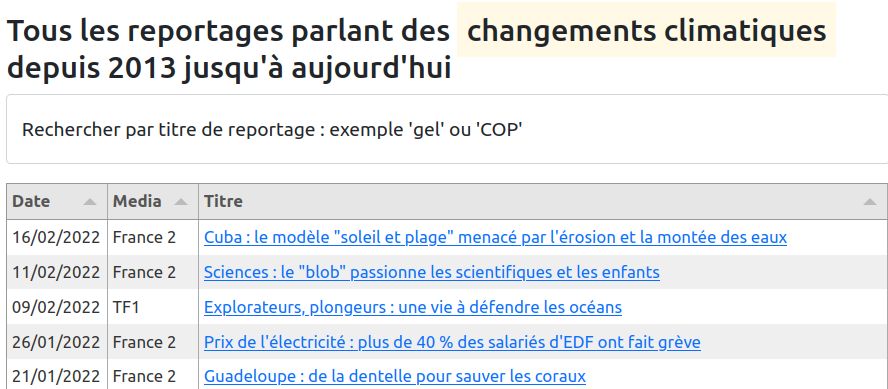 Tous les reportages parlant des changements climatiques
depuis 2013 jusqu'à aujourd'hui
Rechercher par titre de reportage : exemple 'gel' ou 'COP'
Date Media Titre
16/02/2022 France 2 Cuba : le modèle "soleil et plage" menacé par l'érosion et la montée des eaux
11/02/2022 France 2 Sciences : le "blob" passionne les scientifiques et les enfants
09/02/2022 TF1 Explorateurs, plongeurs : une vie à défendre les océans
26/01/2022 France 2 Prix de l'électricité : plus de 40 % des salariés d'EDF ont fait grève
21/01/2022 France 2 Guadeloupe : de la dentelle pour sauver les coraux